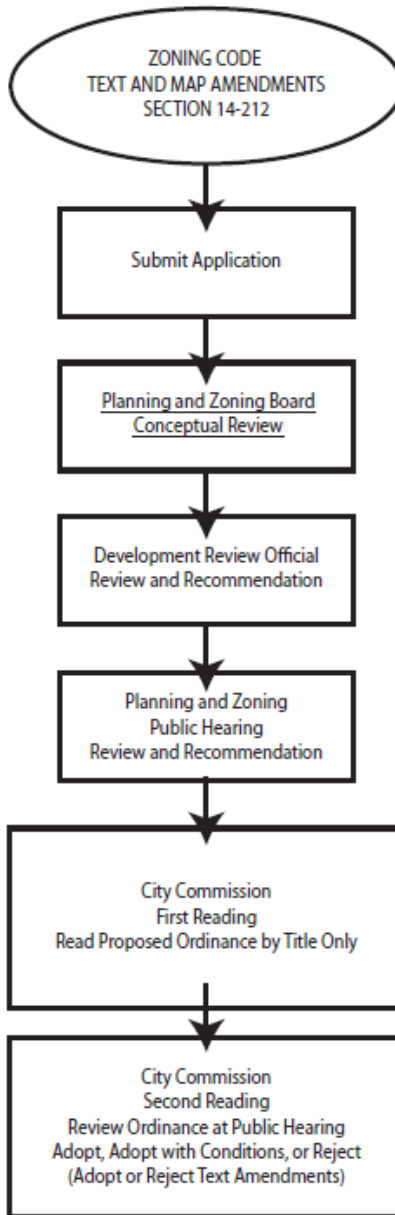 ZONING CODE
TEXT AND MAP AMENDMENTS
SECTION 14-212
Submit Application
Planning and Zoning Board
Conceptual Review
Development Review Official
Review and Recommendation
Planning and Zoning
Public Hearing
Review and Recommendation
City Commission
First Reading
Read Proposed Ordinance by Title Only
City Commission
Second Reading
Review Ordinance at Public Hearing
Adopt, Adopt with Conditions, or Reject
(Adopt or Reject Text Amendments)